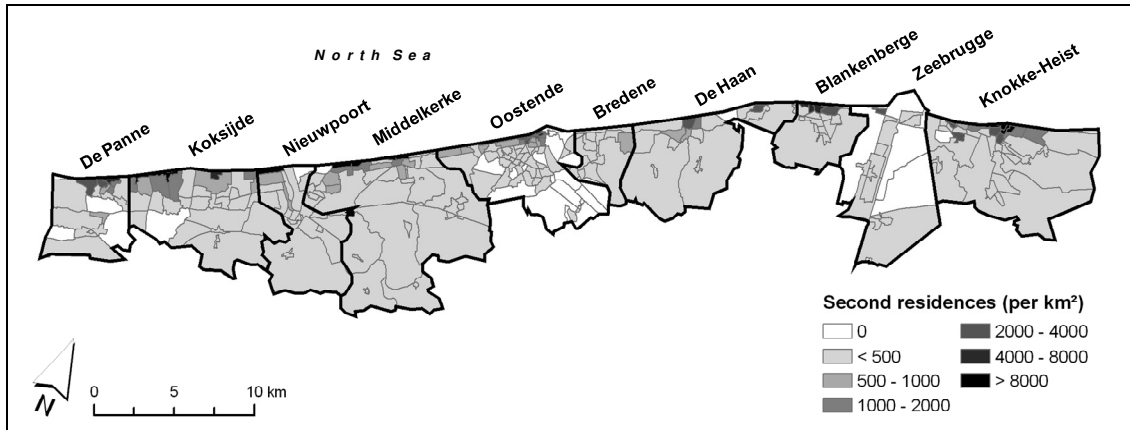 North Sea
De Panne
Koksijde
Nieuwpoort
Middelkerke
Oostende
Bredene
De Haan
Blankenberge
Zeebrugge
Knokke-Heist
Second residences (per km²)
0
< 500
500 - 1000
1000 - 2000
2000 - 4000
4000 - 8000
> 8000
N
0 5 10 km